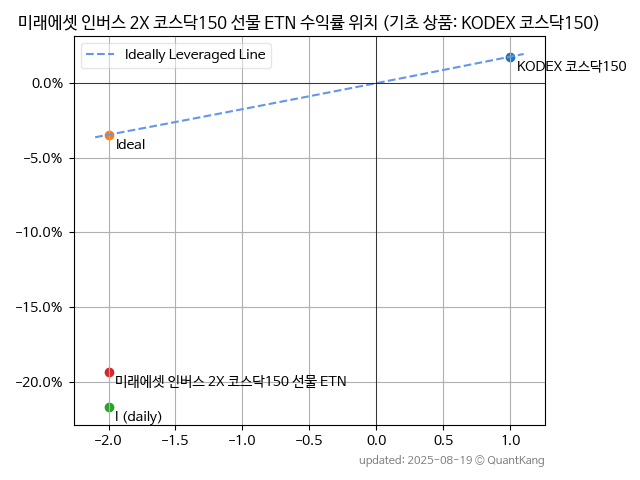 미래에셋 인버스 2X 코스닥150 선물 ETN 수익률 위치 (기초 상품: KODEX 코스닥150)
Ideally Leveraged Line
KODEX 코스닥150
0.0%
Ideal
−5.0%
−10.0%
−15.0%
미래에셋 인버스 2X 코스닥150 선물 ETN
−20.0%
I (daily)
−2.0 −1.5 −1.0 −0.5 0.0 0.5 1.0
updated: 2025-08-19 © QuantKang